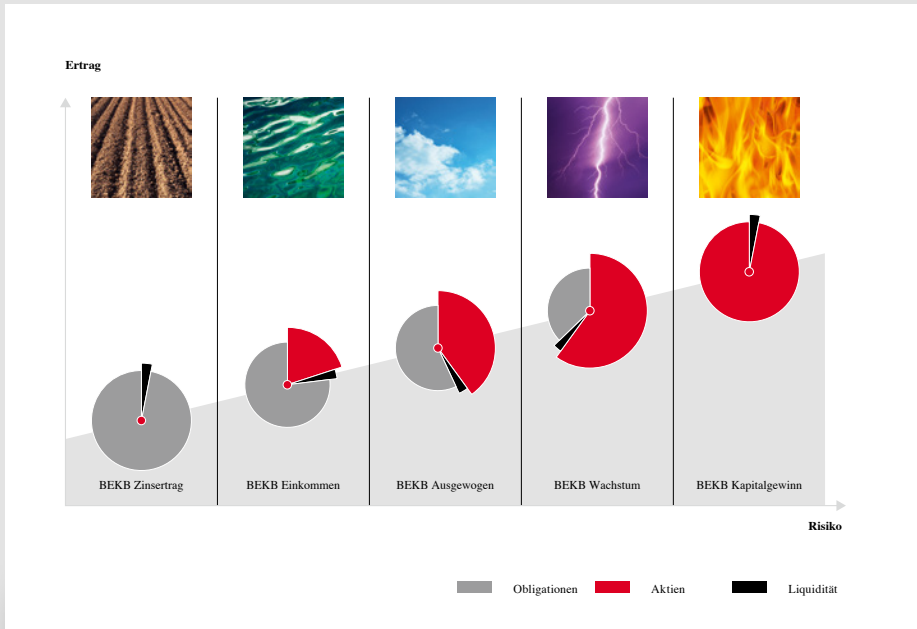 Ertrag
BEKB Zinsertrag
BEKB Einkommen
BEKB Ausgewogen
BEKB Wachstum
BEKB Kapitalgewinn
Risiko
Obligationen
Aktien
Liquidität